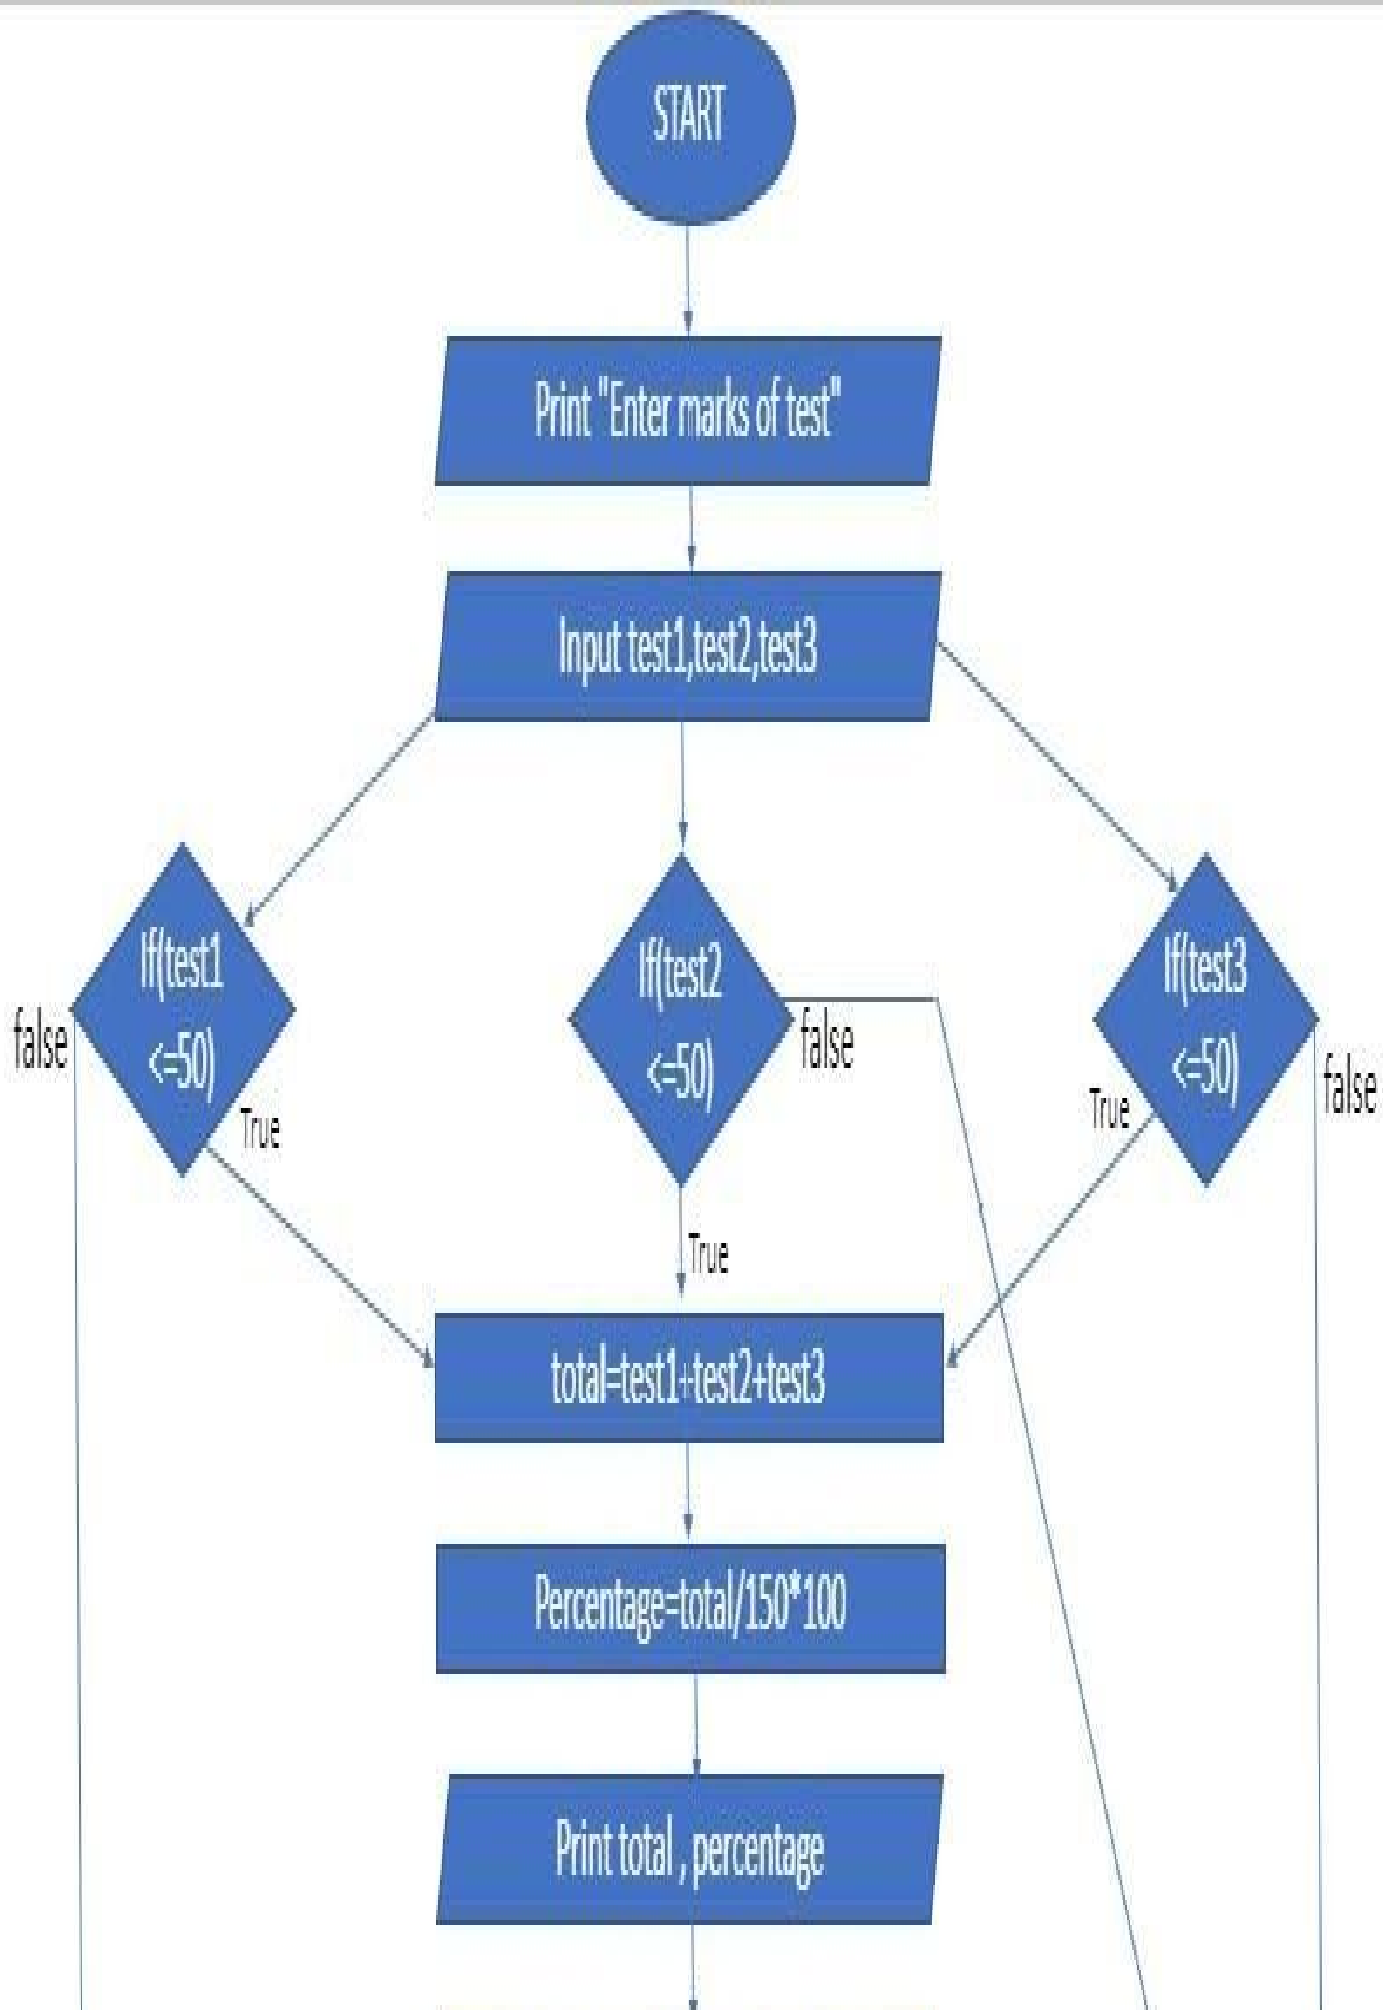 START
Print "Enter marks of test"
Input test1,test2,test3
If(test1
<=50)
false
True
If(test2
<=50)
false
True
If(test3
<=50)
True
false
total=test1+test2+test3
Percentage=total/150*100
Print total , percentage